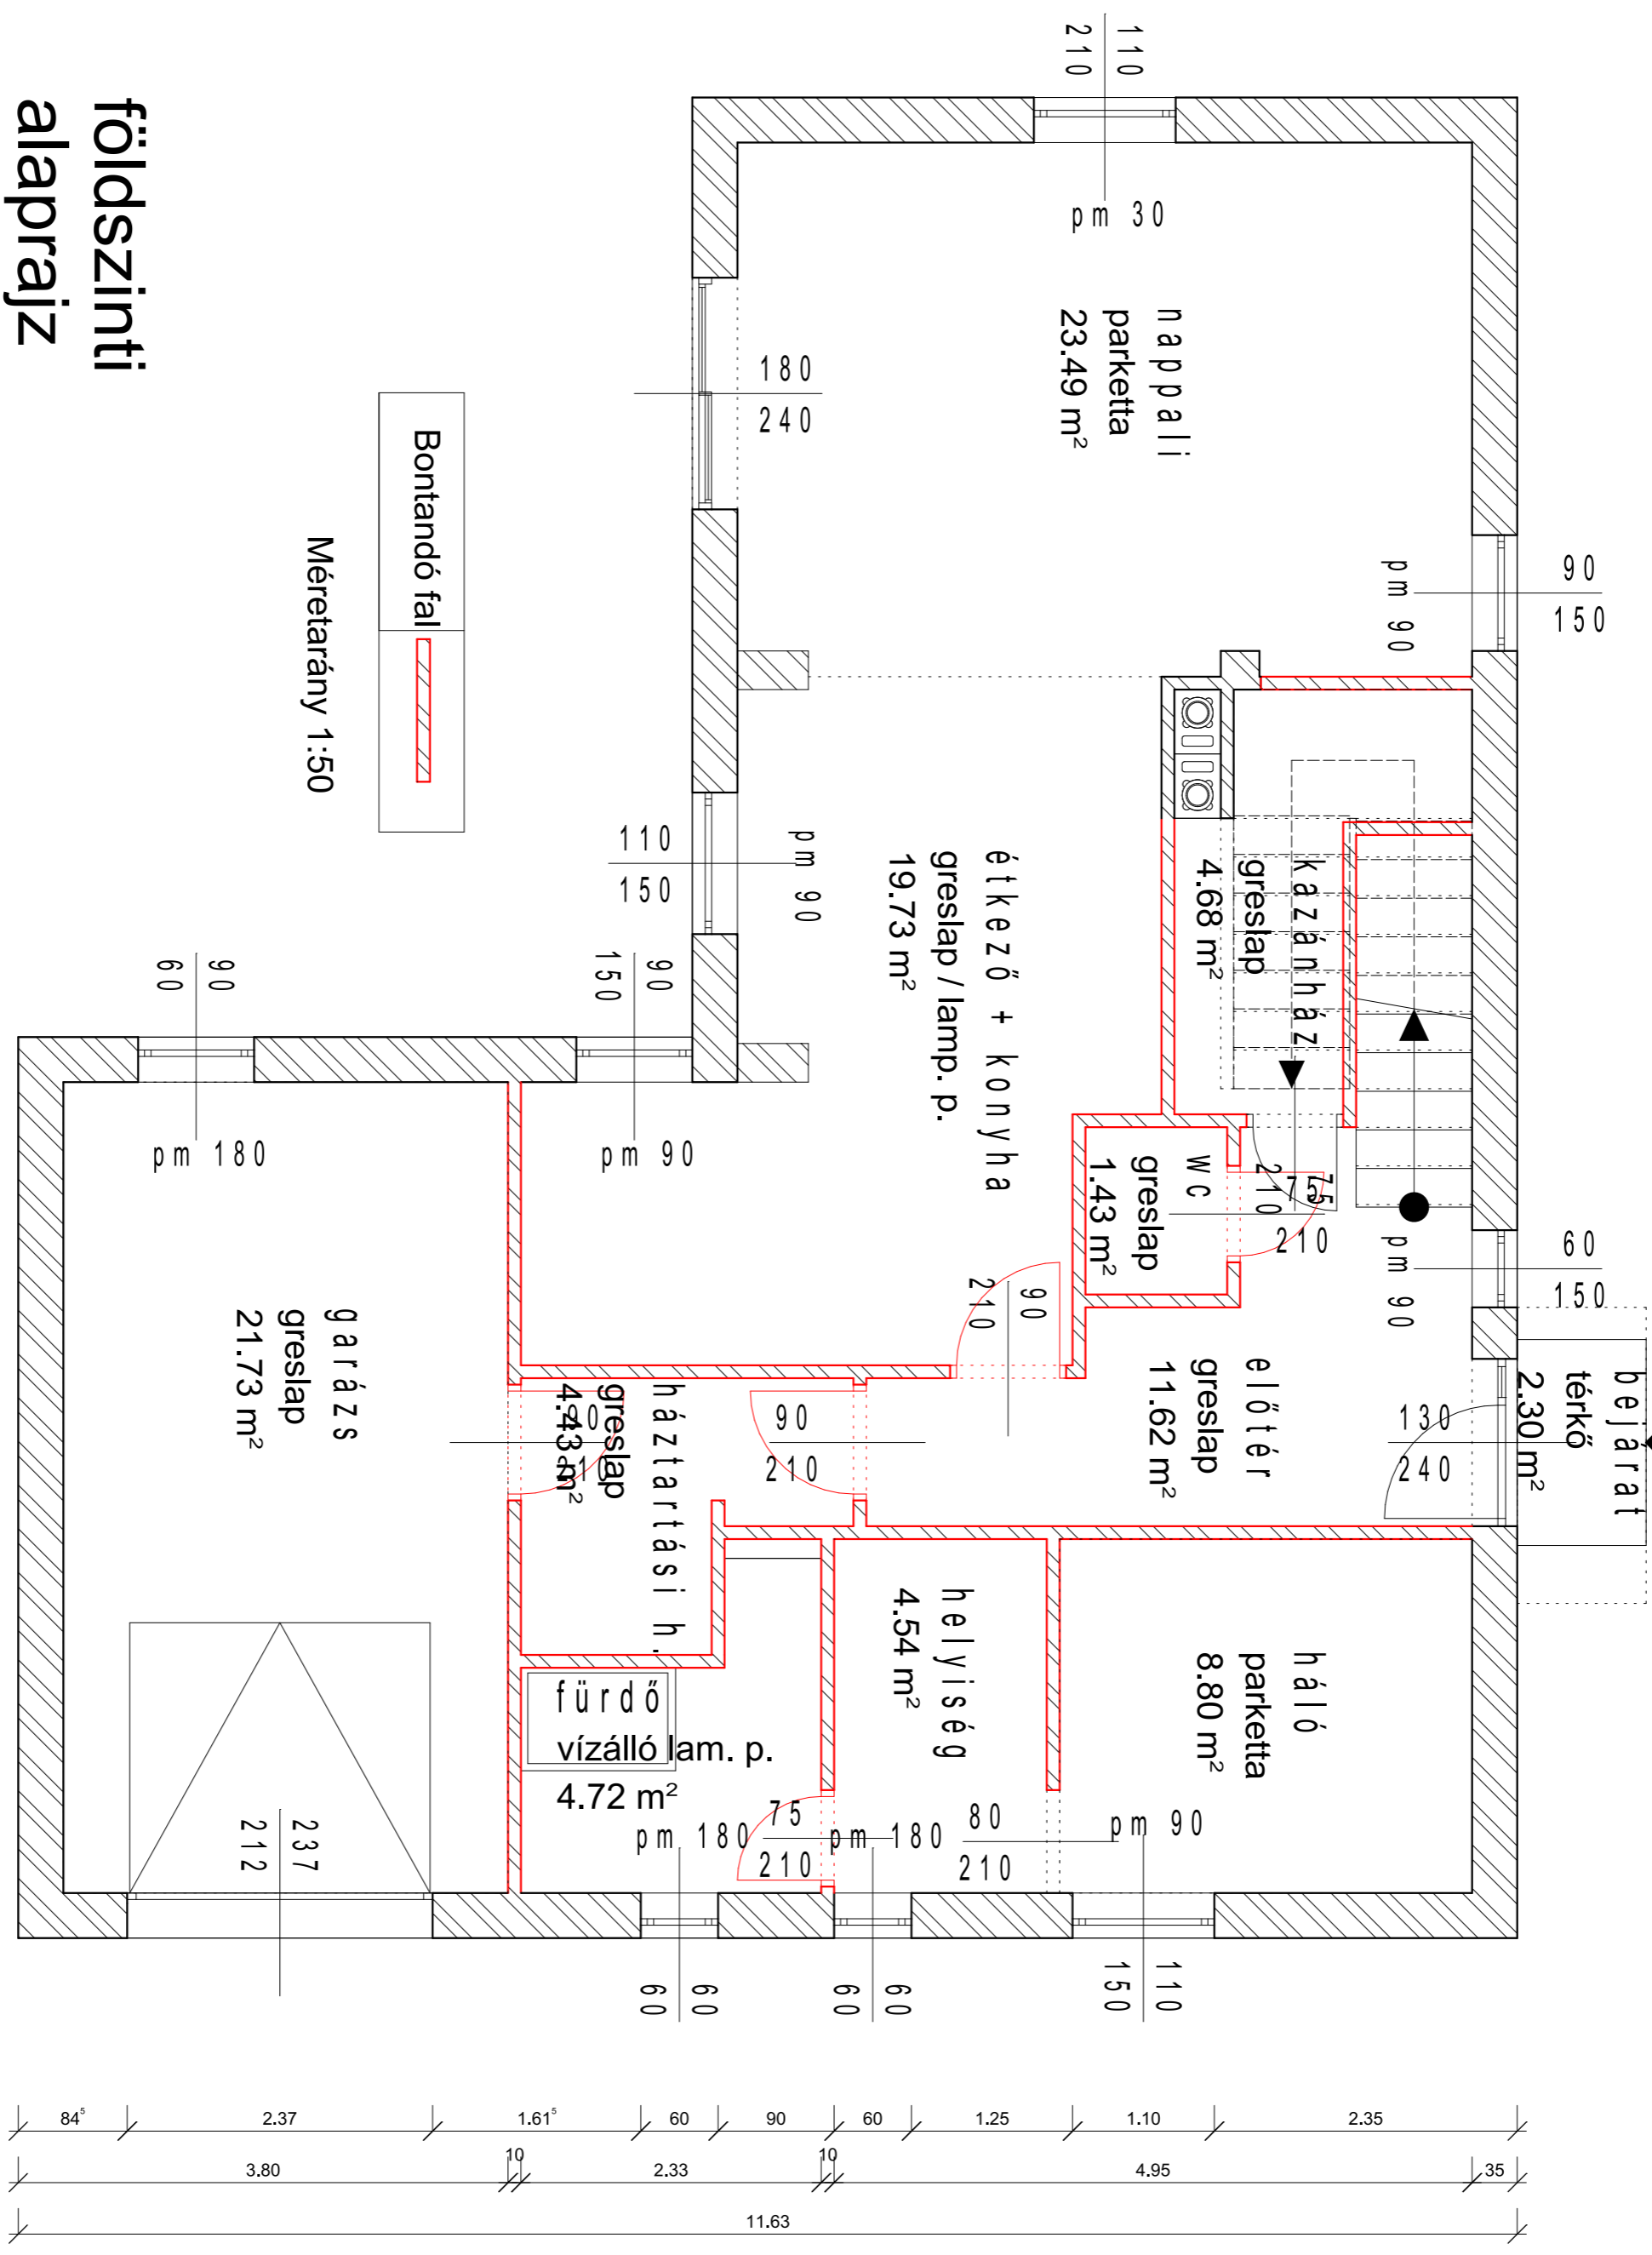 földszinti
alaprajz
Bontandó fal
Méretarány 1:50
110
210
pm 30
nappali
parketta
23.49 m²
180
240
90
150
pm 90
110
150
pm 90
étkező + konyha
greslap / lamp. p.
19.73 m²
kazánház
greslap
4.68 m²
90
60
pm 180
90
150
pm 90
wc
greslap
1.43 m²
75
210
75
210
60
150
pm 90
90
210
bejárat
térkő
2.30 m²
130
240
előtér
greslap
11.62 m²
garázs
greslap
21.73 m²
háztartási h.
greslap
4.43 m²
90
210
90
210
helyiség
4.54 m²
háló
parketta
8.80 m²
fürdő
vízálló lam. p.
4.72 m²
237
212
pm 180
75
210
pm 180
80
210
pm 90
60
60
60
60
110
150
84⁵ 2.37 1.61⁵ 60 90 60 1.25 1.10 2.35
3.80 10 2.33 10 4.95 35
11.63